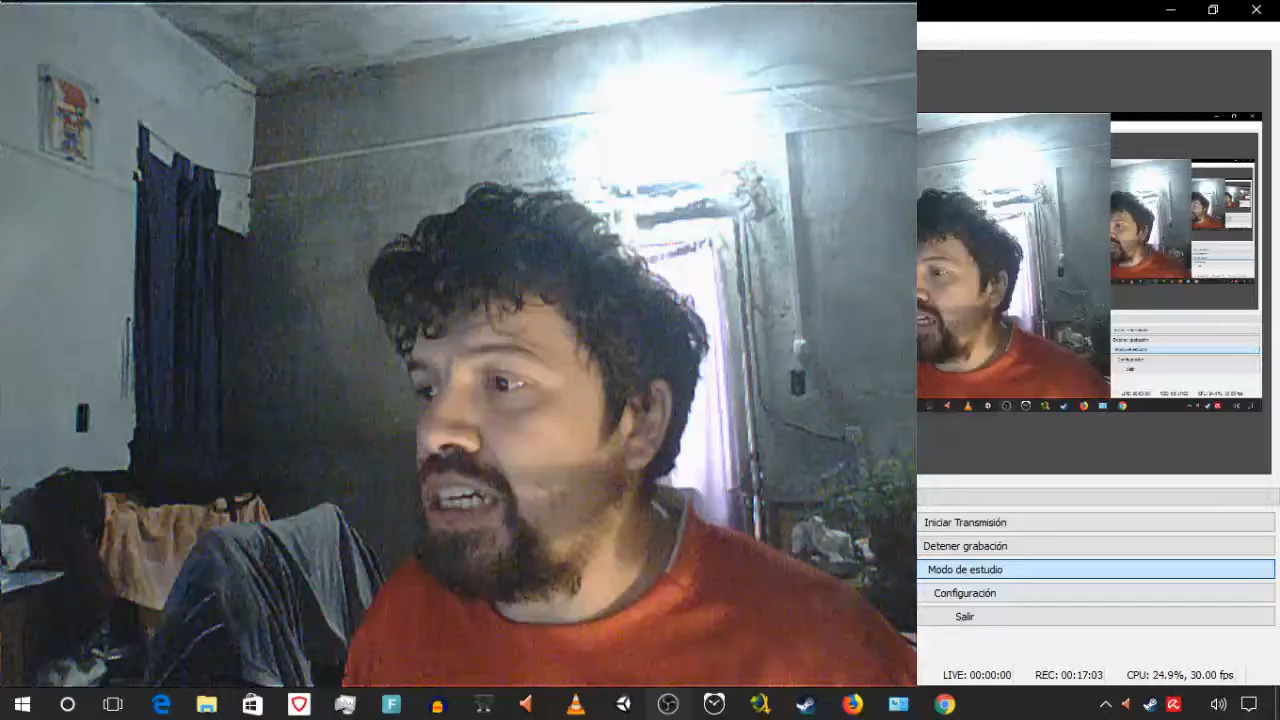 Iniciar Transmisión
Detener grabación
Modo de estudio
Configuración
Salir
LIVE: 00:00:00
REC: 00:17:03
CPU: 24.9%, 30.00 fps